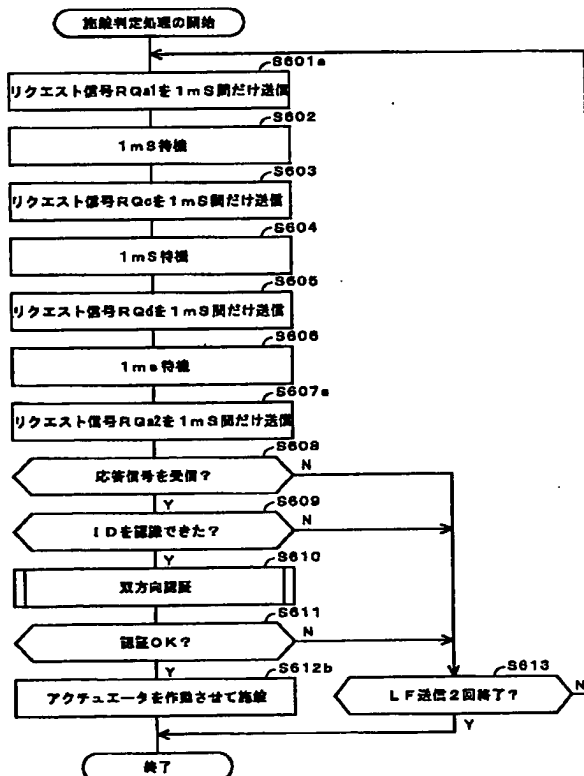 施錠判定処理の開始
S601a
リクエスト信号RQa1を1mS間だけ送信
S602
1mS待機
S603
リクエスト信号RQcを1mS間だけ送信
S604
1mS待機
S605
リクエスト信号RQdを1mS間だけ送信
S606
1ms待機
S607a
リクエスト信号RQa2を1mS間だけ送信
S608
応答信号を受信?
N
Y
S609
IDを認識できた?
N
Y
S610
双方向認証
S611
認証OK?
N
Y
S612b
アクチュエータを作動させて施錠
S613
LF送信2回終了?
N
Y
終了